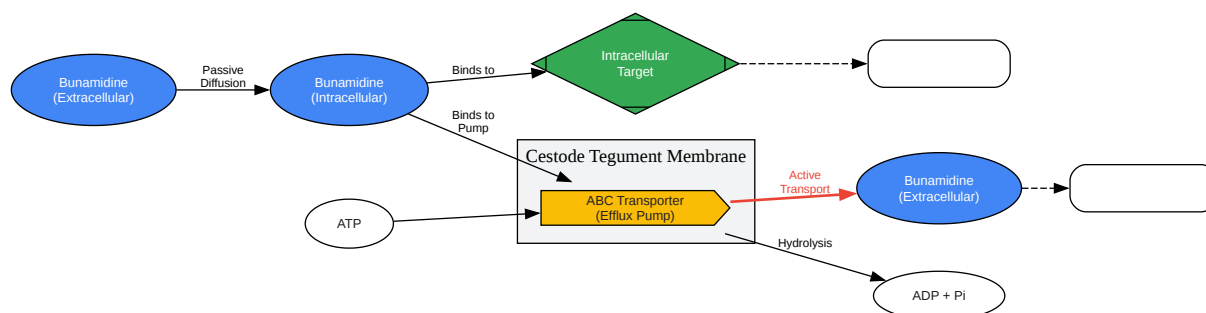 Bunamidine
(Extracellular)
Passive
Diffusion
Bunamidine
(Intracellular)
Binds to
Intracellular
Target
Binds to
Pump
Cestode Tegument Membrane
ABC Transporter
(Efflux Pump)
ATP
Active
Transport
Bunamidine
(Extracellular)
Hydrolysis
ADP + Pi